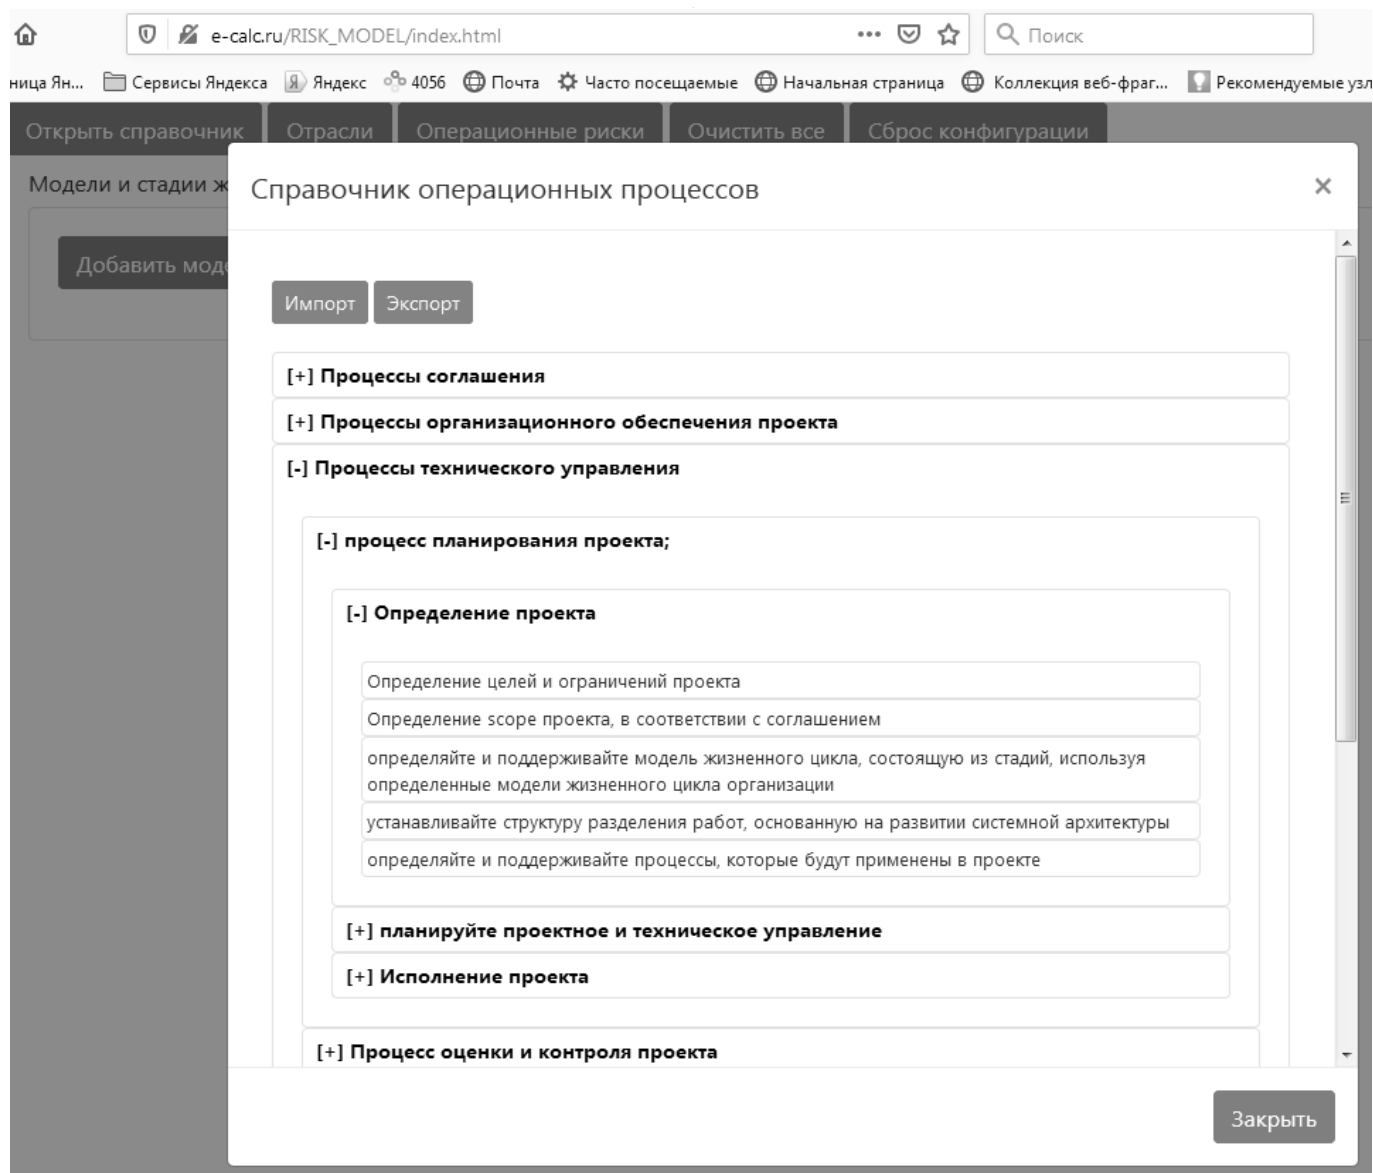 e-calc.ru/RISK_MODEL/index.html
Поиск
ница Ян... Сервисы Яндекса Яндекс 4056 Почта Часто посещаемые Начальная страница Коллекция веб-фраг... Рекомендуемые узл
Открыть справочник Отрасли Операционные риски Очистить все Сброс конфигурации
Модели и стадии ж
Добавить моде
Справочник операционных процессов
×
Импорт Экспорт
[+] Процессы соглашения
[+] Процессы организационного обеспечения проекта
[-] Процессы технического управления
[-] процесс планирования проекта;
[-] Определение проекта
Определение целей и ограничений проекта
Определение scope проекта, в соответствии с соглашением
определяйте и поддерживайте модель жизненного цикла, состоящую из стадий, используя
определенные модели жизненного цикла организации
устанавливайте структуру разделения работ, основанную на развитии системной архитектуры
определяйте и поддерживайте процессы, которые будут применены в проекте
[+] планируйте проектное и техническое управление
[+] Исполнение проекта
[+] Процесс оценки и контроля проекта
Закрыть